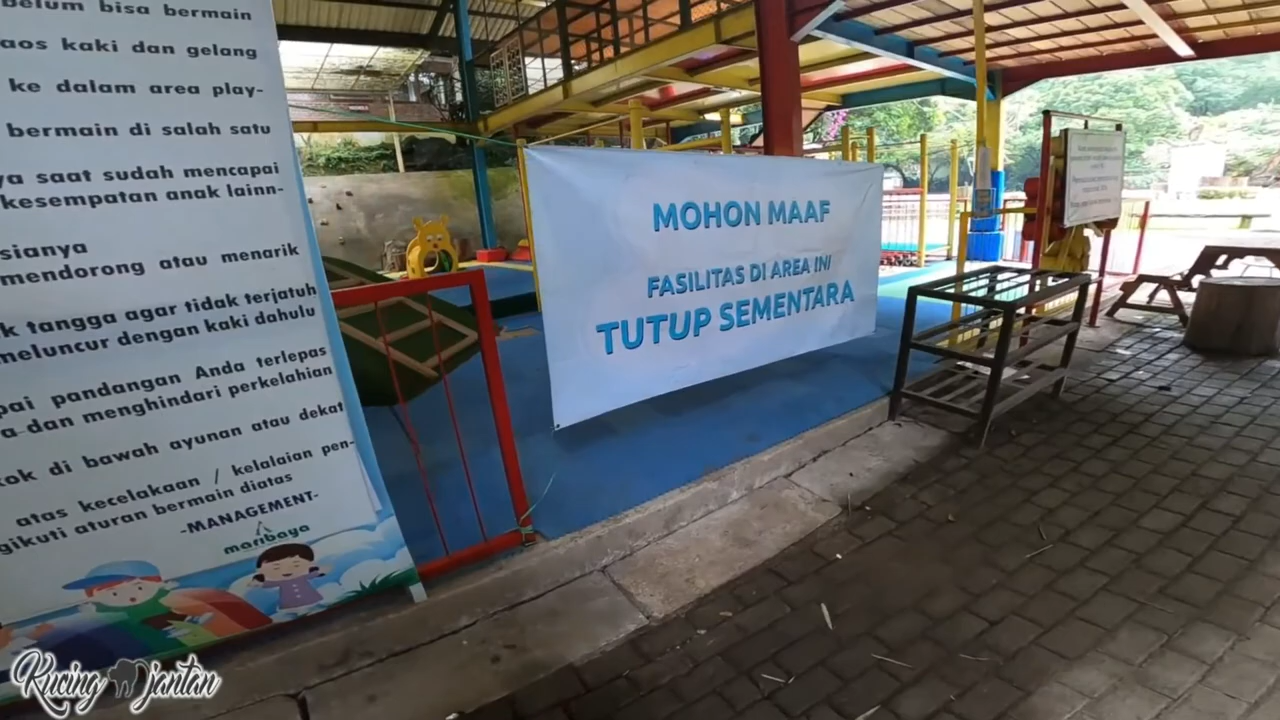 belum bisa bermain
kaos kaki dan gelang
ke dalam area play-
bermain di salah satu
ya saat sudah mencapai
kesempatan anak lainn-
sianya
mendorong atau menarik
k tangga agar tidak terjatuh
meluncur dengan kaki dahulu
pai pandangan Anda terlepas
a dan menghindari perkelahian
kok di bawah ayunan atau dekat
atas kecelakaan / kelalaian pen-
gikuti aturan bermain diatas
-MANAGEMENT-
maribaya
MOHON MAAF
FASILITAS DI AREA INI
TUTUP SEMENTARA
Kucing jantan